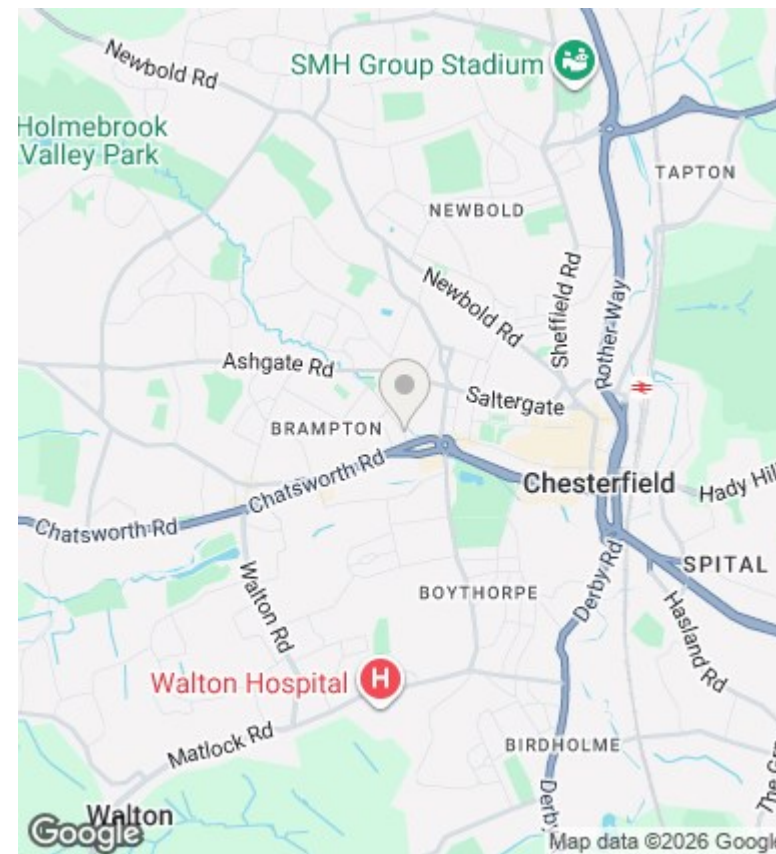 Newbold Rd
SMH Group Stadium
Holmebrook
Valley Park
TAPTON
NEWBOLD
Newbold Rd
Sheffield Rd
Rother Way
Ashgate Rd
Saltergate
BRAMPTON
Chatsworth Rd
Chesterfield
Hady Hill
Chatsworth Rd
SPITAL
Walton Rd
BOYTHORPE
Derby Rd
Hasland Rd
Walton Hospital
H
Matlock Rd
BIRDHOLME
Derby
Walton
Google
Map data ©2026 Google